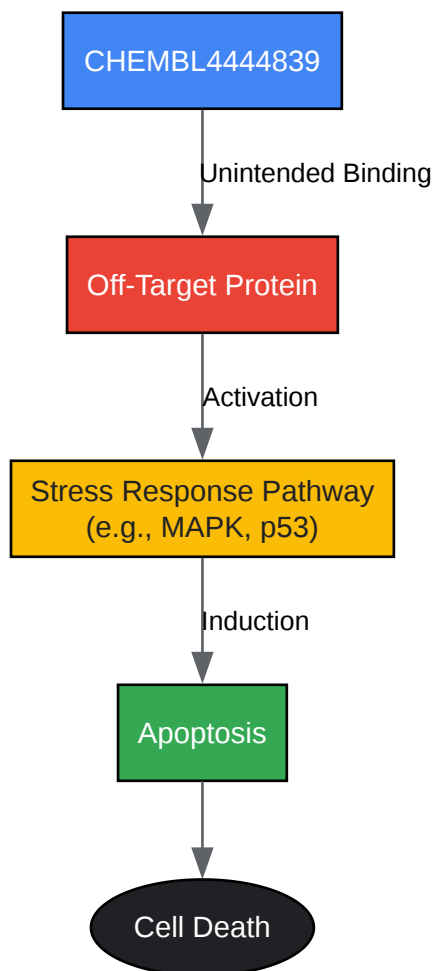 CHEMBL4444839
Unintended Binding
Off-Target Protein
Activation
Stress Response Pathway
(e.g., MAPK, p53)
Induction
Apoptosis
Cell Death